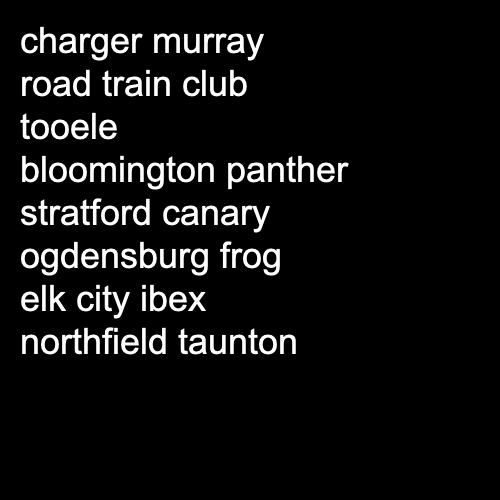 charger murray
road train club
tooele
bloomington panther
stratford canary
ogdensburg frog
elk city ibex
northfield taunton